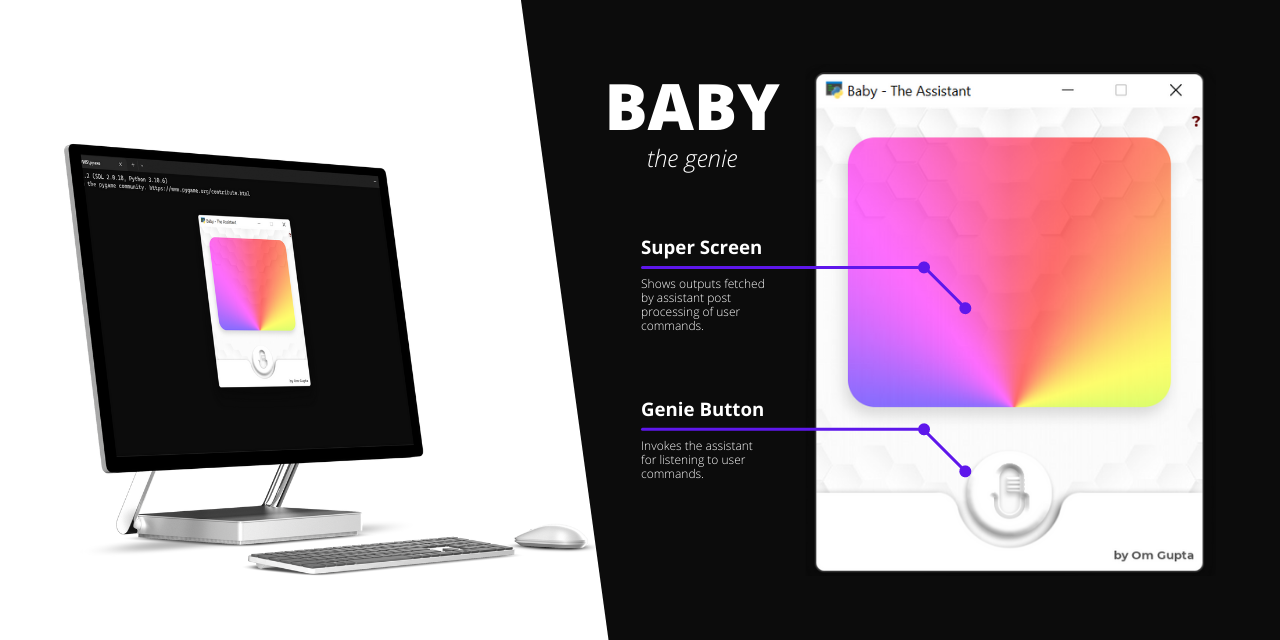 .2 (SDL 2.0.18, Python 3.10.6)
the pygame community. https://www.pygame.org/contribute.html
Baby - The Assistant
by Om Gupta
BABY
the genie
Super Screen
Shows outputs fetched
by assistant post
processing of user
commands.
Genie Button
Invokes the assistant
for listening to user
commands.
Baby - The Assistant
?
by Om Gupta